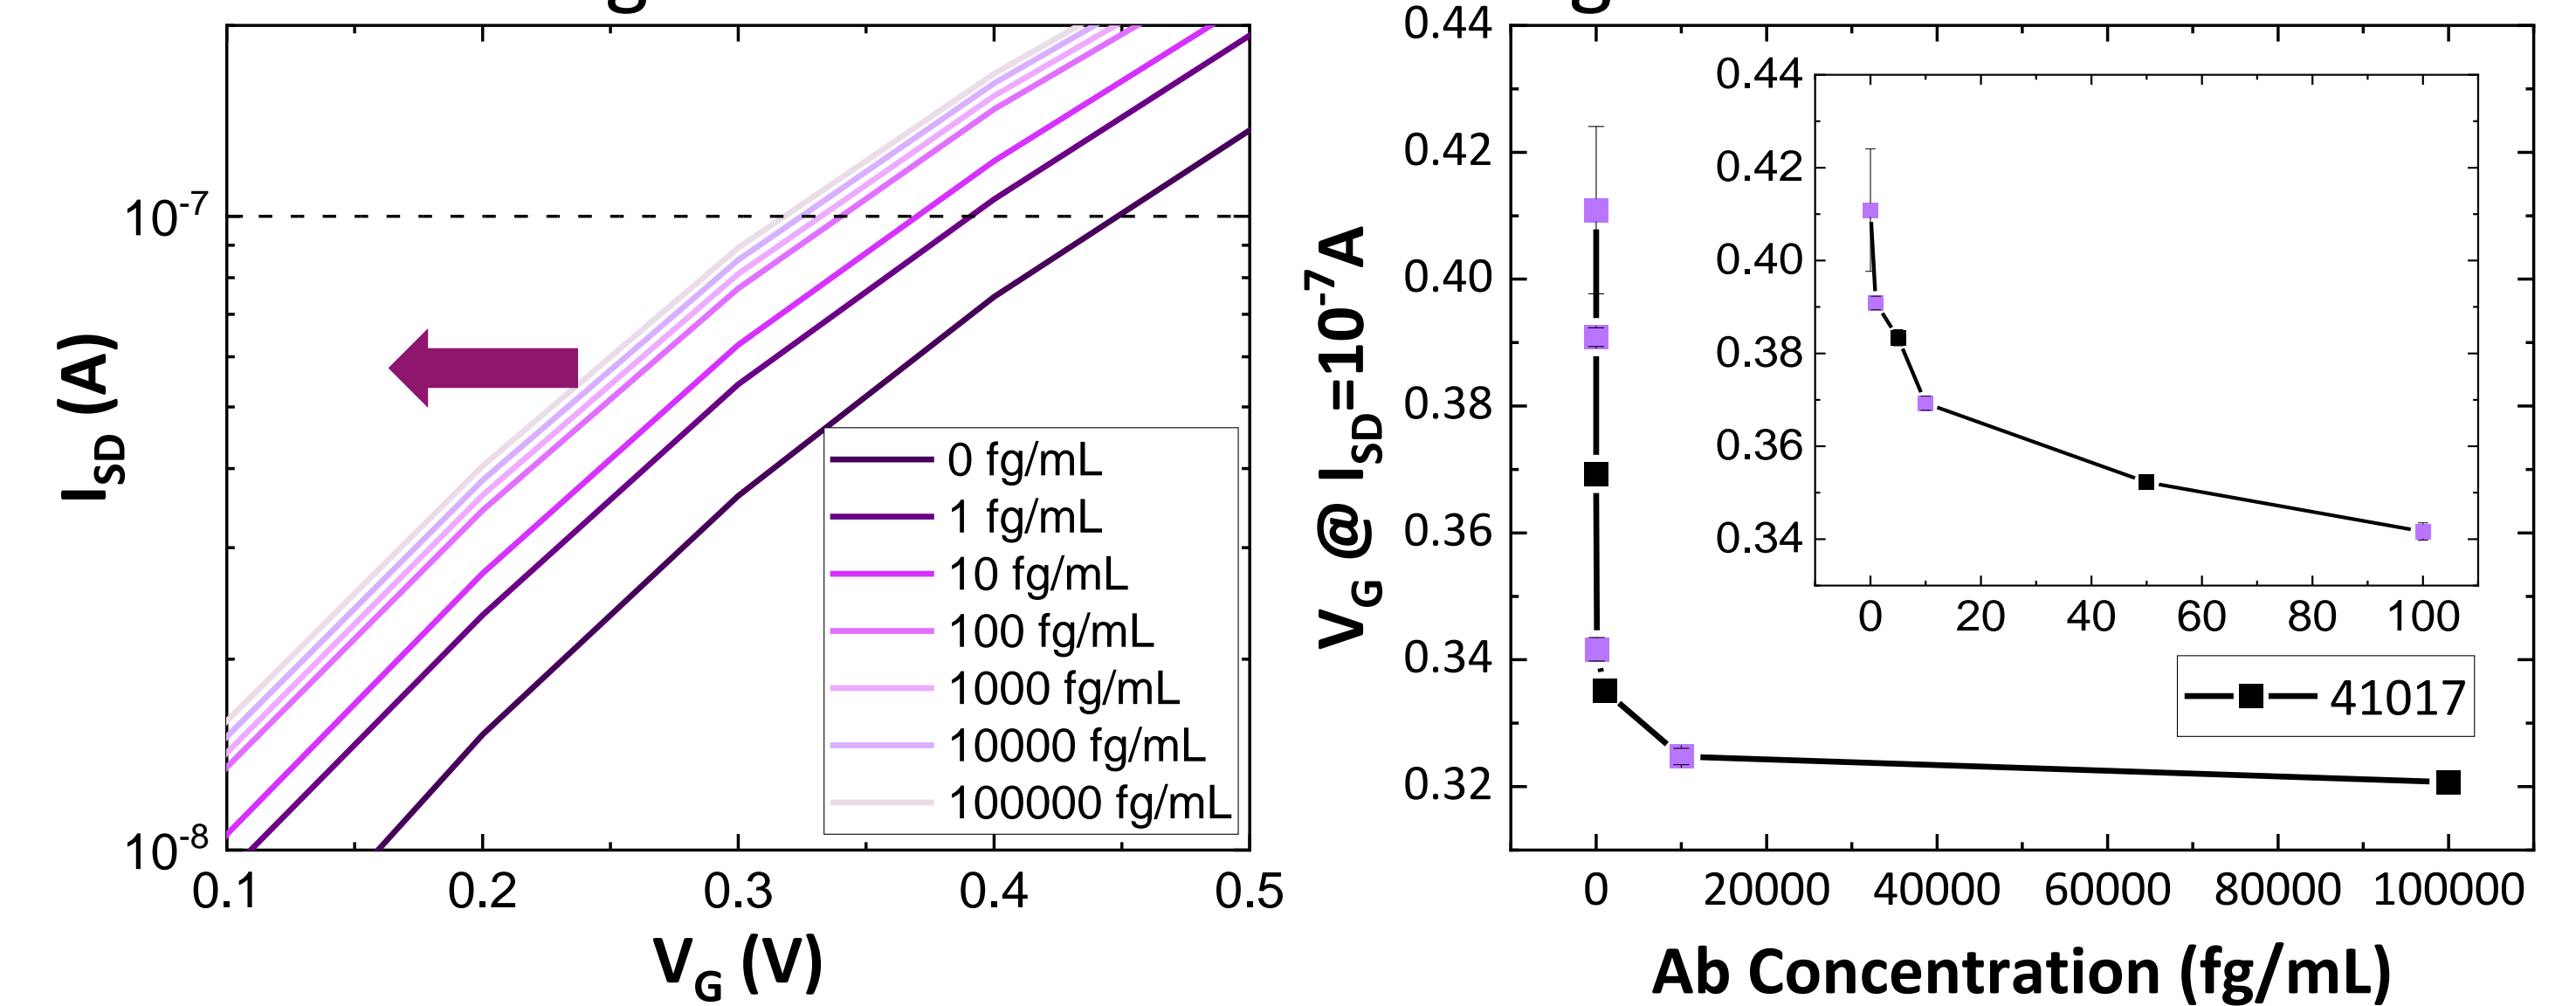 10⁻⁷
10⁻⁸
I_SD (A)
0.1 0.2 0.3 0.4 0.5
V_G (V)
0 fg/mL
1 fg/mL
10 fg/mL
100 fg/mL
1000 fg/mL
10000 fg/mL
100000 fg/mL
0.44
0.42
0.40
0.38
0.36
0.34
0.32
V_G @ I_SD=10⁻⁷A
0 20000 40000 60000 80000 100000
Ab Concentration (fg/mL)
0.44
0.42
0.40
0.38
0.36
0.34
0 20 40 60 80 100
41017